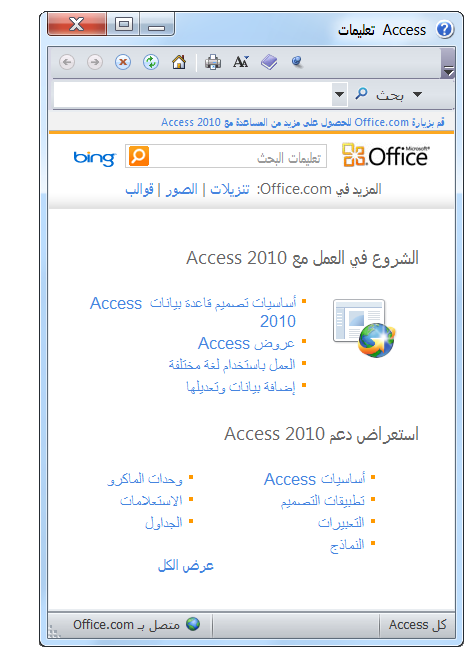 تعليمات Access
بحث
قم بزيارة Office.com للحصول على مزيد من المساعدة مع Access 2010
Microsoft®
Office
تعليمات البحث
bing
المزيد في Office.com: تنزيلات | الصور | قوالب
الشروع في العمل مع Access 2010
أساسيات تصميم قاعدة بيانات Access
2010
عروض Access
العمل باستخدام لغة مختلفة
إضافة بيانات وتعديلها
استعراض دعم Access 2010
أساسيات Access
تطبيقات التصميم
التعبيرات
النماذج
وحدات الماكرو
الاستعلامات
الجداول
عرض الكل
كل Access
متصل بـ Office.com